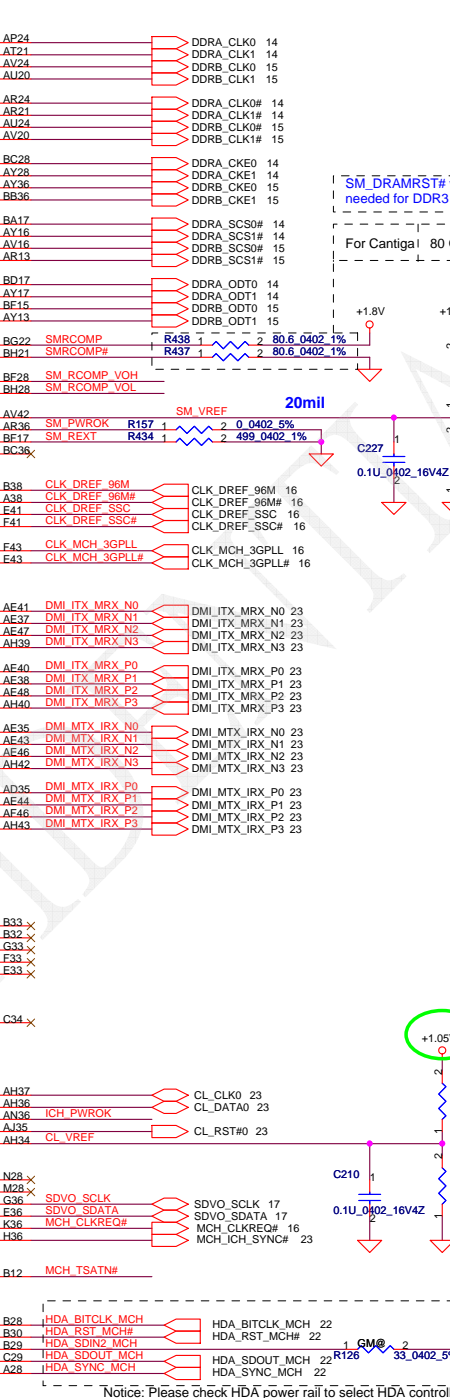 AP24 DDRA_CLK0 14
AT21 DDRA_CLK1 14
AV24 DDRB_CLK0 15
AU20 DDRB_CLK1 15
AR24 DDRA_CLK0# 14
AR21 DDRA_CLK1# 14
AU24 DDRB_CLK0# 15
AV20 DDRB_CLK1# 15
BC28 DDRA_CKE0 14
AY28 DDRA_CKE1 14
AY36 DDRB_CKE0 15
BB36 DDRB_CKE1 15
SM_DRAMRST#
needed for DDR3
BA17 DDRA_SCS0# 14
AY16 DDRA_SCS1# 14
AV16 DDRB_SCS0# 15
AR13 DDRB_SCS1# 15
For Cantiga 80
BD17 DDRA_ODT0 14
AY17 DDRA_ODT1 14
BF15 DDRB_ODT0 15
AY13 DDRB_ODT1 15
+1.8V
BG22 SMRCOMP R438 1 2 80.6_0402_1%
BH21 SMRCOMP# R437 1 2 80.6_0402_1%
BF28 SM_RCOMP_VOH
BH28 SM_RCOMP_VOL
20mil
AV42 SM_VREF
AR36 SM_PWROK R157 1 2 0_0402_5%
BF17 SM_REXT R434 1 2 499_0402_1%
BC36
C227 1 2
0.1U_0402_16V4Z
B38 CLK_DREF_96M CLK_DREF_96M 16
A38 CLK_DREF_96M# CLK_DREF_96M# 16
E41 CLK_DREF_SSC CLK_DREF_SSC 16
F41 CLK_DREF_SSC# CLK_DREF_SSC# 16
F43 CLK_MCH_3GPLL CLK_MCH_3GPLL 16
E43 CLK_MCH_3GPLL# CLK_MCH_3GPLL# 16
AE41 DMI_ITX_MRX_N0 DMI_ITX_MRX_N0 23
AE37 DMI_ITX_MRX_N1 DMI_ITX_MRX_N1 23
AE47 DMI_ITX_MRX_N2 DMI_ITX_MRX_N2 23
AH39 DMI_ITX_MRX_N3 DMI_ITX_MRX_N3 23
AE40 DMI_ITX_MRX_P0 DMI_ITX_MRX_P0 23
AE38 DMI_ITX_MRX_P1 DMI_ITX_MRX_P1 23
AE48 DMI_ITX_MRX_P2 DMI_ITX_MRX_P2 23
AH40 DMI_ITX_MRX_P3 DMI_ITX_MRX_P3 23
AE35 DMI_MTX_IRX_N0 DMI_MTX_IRX_N0 23
AE43 DMI_MTX_IRX_N1 DMI_MTX_IRX_N1 23
AE46 DMI_MTX_IRX_N2 DMI_MTX_IRX_N2 23
AH42 DMI_MTX_IRX_N3 DMI_MTX_IRX_N3 23
AD35 DMI_MTX_IRX_P0 DMI_MTX_IRX_P0 23
AE44 DMI_MTX_IRX_P1 DMI_MTX_IRX_P1 23
AF46 DMI_MTX_IRX_P2 DMI_MTX_IRX_P2 23
AH43 DMI_MTX_IRX_P3 DMI_MTX_IRX_P3 23
B33
B32
G33
F33
E33
C34
+1.05V
AH37 CL_CLK0 23
AH36 CL_DATA0 23
AN36 ICH_PWROK
AJ35 CL_RST#0 23
AH34 CL_VREF
N28
M28
G36 SDVO_SCLK SDVO_SCLK 17
E36 SDVO_SDATA SDVO_SDATA 17
K36 MCH_CLKREQ# MCH_CLKREQ# 16
H36 MCH_ICH_SYNC# 23
C210 1 2
0.1U_0402_16V4Z
B12 MCH_TSATN#
B28 HDA_BITCLK_MCH HDA_BITCLK_MCH 22
B30 HDA_RST_MCH# HDA_RST_MCH# 22
B29 HDA_SDIN2_MCH R126 1 GM@ 2 33_0402_5%
C29 HDA_SDOUT_MCH HDA_SDOUT_MCH 22
A28 HDA_SYNC_MCH HDA_SYNC_MCH 22
Notice: Please check HDA power rail to select HDA control